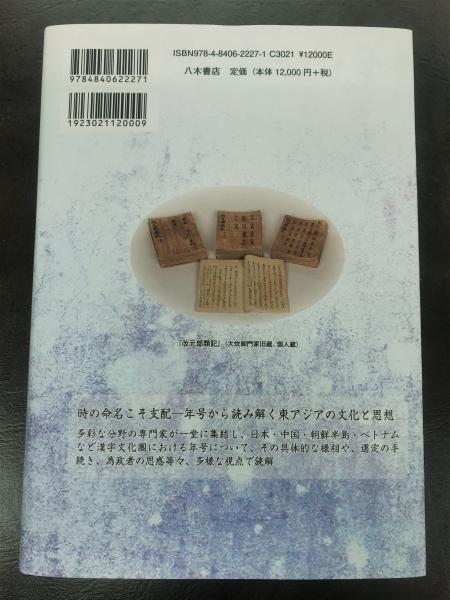 ISBN978-4-8406-2227-1 C3021 ¥12000E
八木書店 定価（本体12,000円＋税）
9784840622271
1923021120009
『改元部類記』（大炊御門家旧蔵、個人蔵）
時の命名こそ支配―年号から読み解く東アジアの文化と思想
多彩な分野の専門家が一堂に集結し、日本・中国・朝鮮半島・ベトナム
など漢字文化圏における年号について、その具体的な様相や、選定の手
続き、為政者の思惑等々、多様な視点で読解